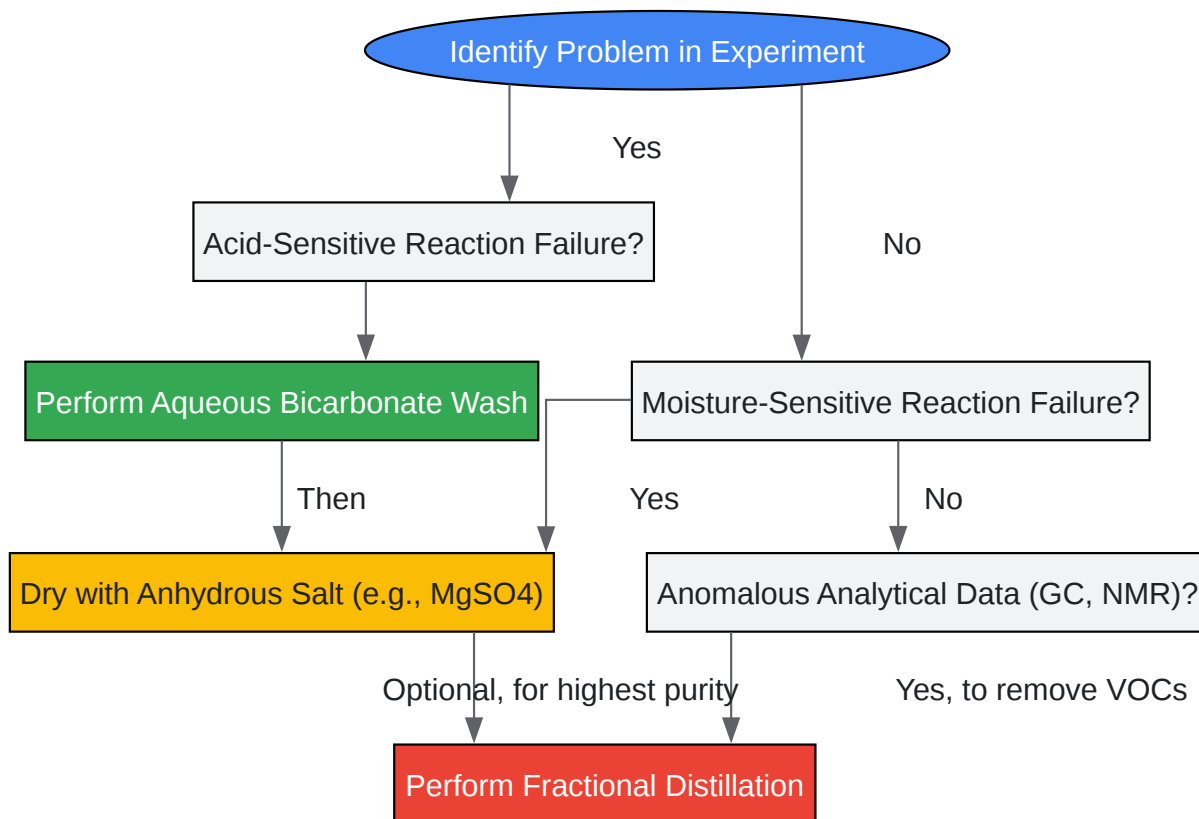 Identify Problem in Experiment
Yes
Acid-Sensitive Reaction Failure?
No
Perform Aqueous Bicarbonate Wash
Moisture-Sensitive Reaction Failure?
Then
Yes
No
Dry with Anhydrous Salt (e.g., MgSO4)
Anomalous Analytical Data (GC, NMR)?
Optional, for highest purity
Yes, to remove VOCs
Perform Fractional Distillation